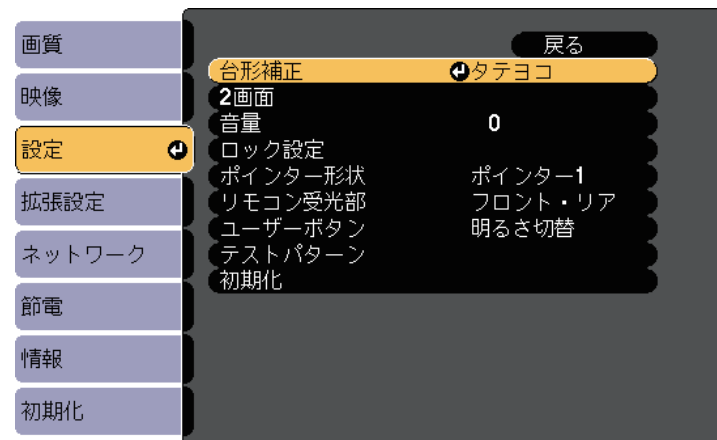 画質
映像
設定
拡張設定
ネットワーク
節電
情報
初期化
戻る
台形補正 タテヨコ
2画面
音量 0
ロック設定
ポインター形状 ポインター1
リモコン受光部 フロント・リア
ユーザーボタン 明るさ切替
テストパターン
初期化